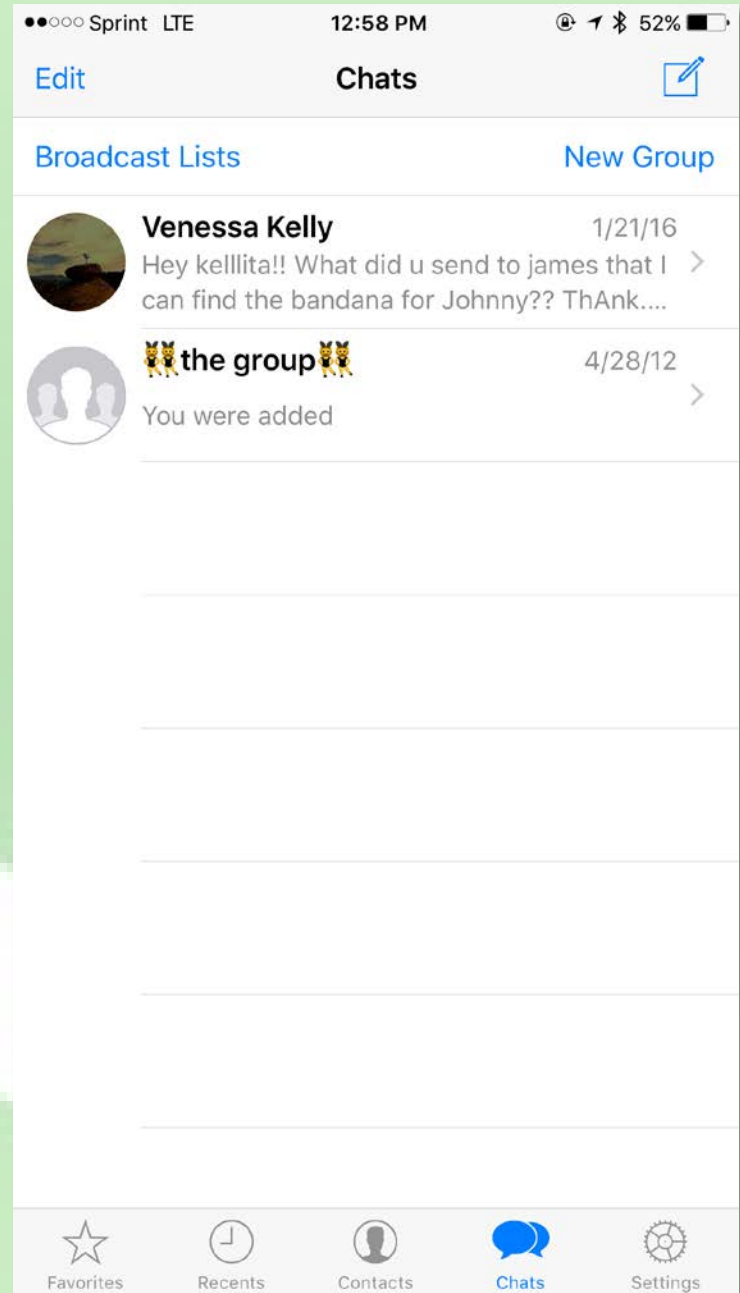 Sprint LTE 12:58 PM 52%
Edit Chats
Broadcast Lists New Group
Venessa Kelly 1/21/16
Hey kelllita!! What did u send to james that I
can find the bandana for Johnny?? ThAnk....
👯👯the group👯👯 4/28/12
You were added
Favorites Recents Contacts Chats Settings